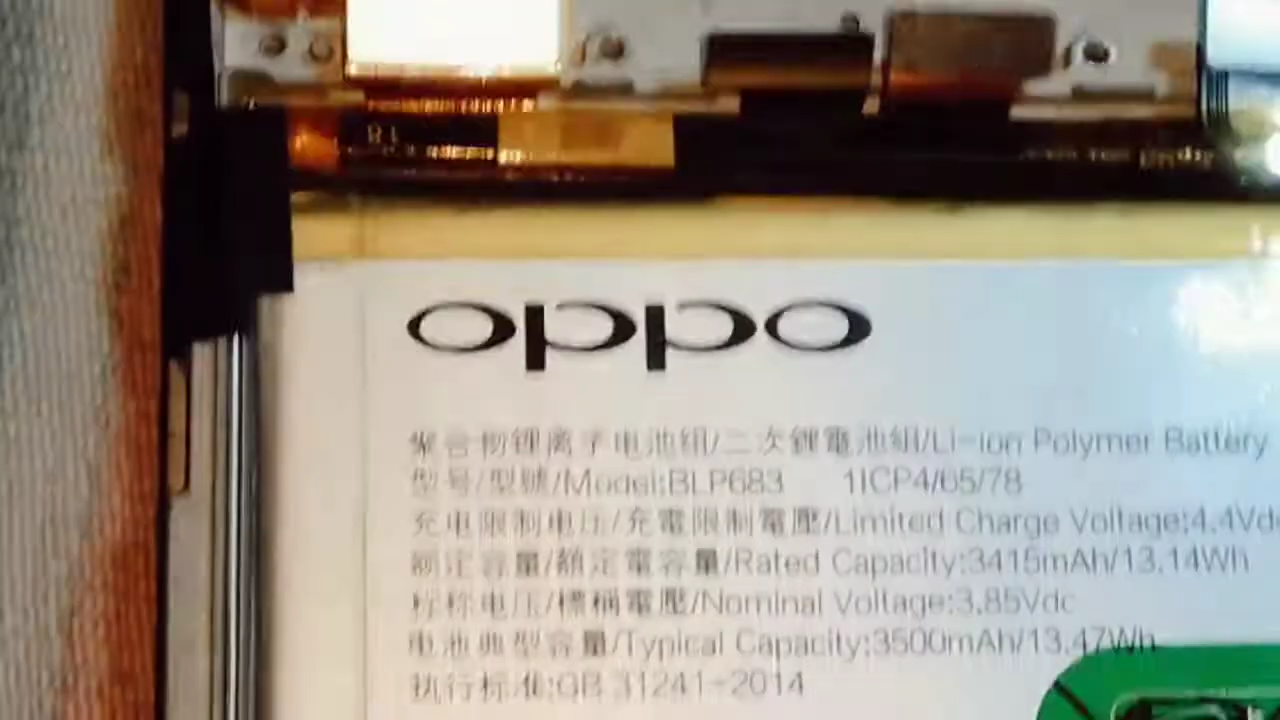 oppo
聚合物锂离子电池组/二次鋰電池組/Li-ion Polymer Battery
型号/型號/Model:BLP683 1ICP4/65/78
充电限制电压/充電限制電壓/Limited Charge Voltage:4.4Vd
额定容量/額定電容量/Rated Capacity:3415mAh/13.14Wh
标称电压/標稱電壓/Nominal Voltage:3.85Vdc
电池典型容量/Typical Capacity:3500mAh/13.47Wh
执行标准:GB 31241-2014